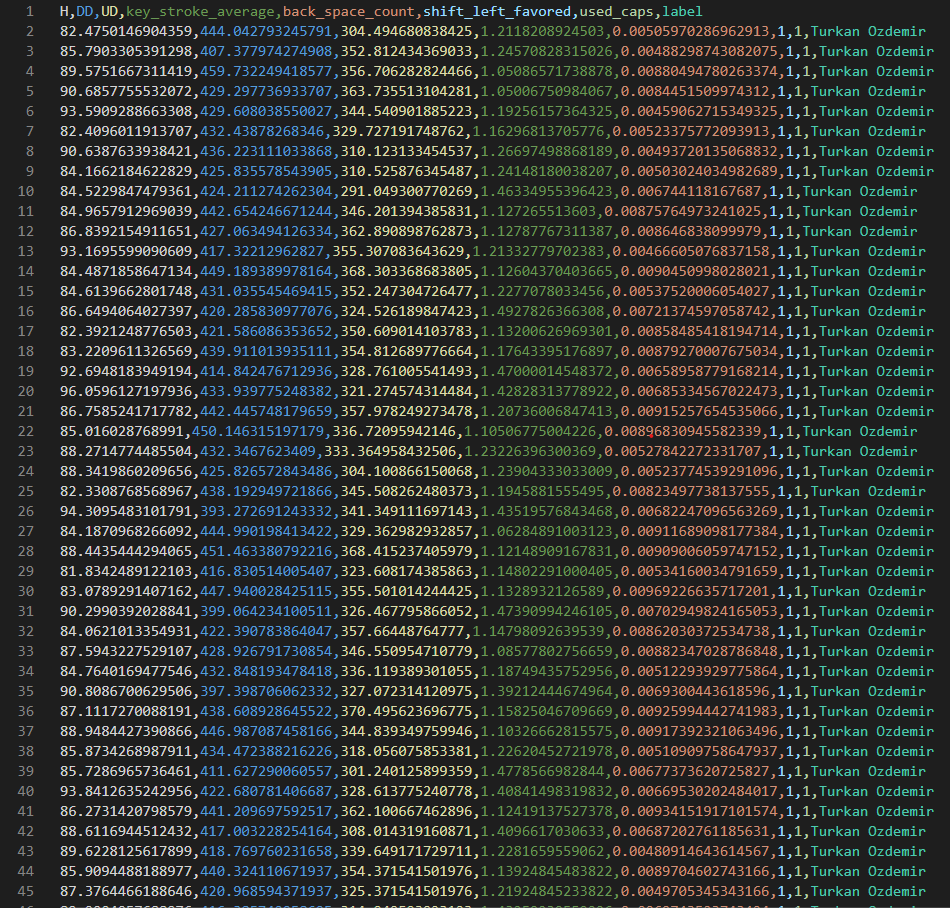 1 H,DD,UD,key_stroke_average,back_space_count,shift_left_favored,used_caps,label
2 82.4750146904359,444.042793245791,304.494680838425,1.2118208924503,0.00505970286962913,1,1,Turkan Ozdemir
3 85.7903305391298,407.377974274908,352.812434369033,1.24570828315026,0.00488298743082075,1,1,Turkan Ozdemir
4 89.5751667311419,459.732249418577,356.706282824466,1.05086571738878,0.00880494780263374,1,1,Turkan Ozdemir
5 90.6857755532072,429.297736933707,363.735513104281,1.05006750984067,0.0084451509974312,1,1,Turkan Ozdemir
6 93.5909288663308,429.608038550027,344.540901885223,1.19256157364325,0.00459062715349325,1,1,Turkan Ozdemir
7 82.4096011913707,432.43878268346,329.727191748762,1.16296813705776,0.00523375772093913,1,1,Turkan Ozdemir
8 90.6387633938421,436.223111033868,310.123133454537,1.26697498868189,0.00493720135068832,1,1,Turkan Ozdemir
9 84.1662184622829,425.835578543905,310.525876345487,1.24148180038207,0.00503024034982689,1,1,Turkan Ozdemir
10 84.5229847479361,424.211274262304,291.049300770269,1.46334955396423,0.006744118167687,1,1,Turkan Ozdemir
11 84.9657912969039,442.654246671244,346.201394385831,1.127265513603,0.00875764973241025,1,1,Turkan Ozdemir
12 86.8392154911651,427.063494126334,362.890898762873,1.12787767311387,0.008646838099979,1,1,Turkan Ozdemir
13 93.1695599090609,417.32212962827,355.307083643629,1.21332779702383,0.00466605076837158,1,1,Turkan Ozdemir
14 84.4871858647134,449.189389978164,368.303368683805,1.12604370403665,0.0090450998028021,1,1,Turkan Ozdemir
15 84.6139662801748,431.035545469415,352.247304726477,1.2277078033456,0.00537520006054027,1,1,Turkan Ozdemir
16 86.6494064027397,420.285830977076,324.526189847423,1.4927826366308,0.00721374597058742,1,1,Turkan Ozdemir
17 82.3921248776503,421.586086353652,350.609014103783,1.13200626969301,0.00858485418194714,1,1,Turkan Ozdemir
18 83.2209611326569,439.911013935111,354.812689776664,1.17643395176897,0.00879270007675034,1,1,Turkan Ozdemir
19 92.6948183949194,414.842476712936,328.761005541493,1.47000014548372,0.00658958779168214,1,1,Turkan Ozdemir
20 96.0596127197936,433.939775248382,321.274574314484,1.42828313778922,0.00685334567022473,1,1,Turkan Ozdemir
21 86.7585241717782,442.445748179659,357.978249273478,1.20736006847413,0.00915257654535066,1,1,Turkan Ozdemir
22 85.016028768991,450.146315197179,336.72095942146,1.10506775004226,0.00896830945582339,1,1,Turkan Ozdemir
23 88.2714774485504,432.3467623409,333.364958432506,1.23226396300369,0.00527842272331707,1,1,Turkan Ozdemir
24 88.3419860209656,425.826572843486,304.100866150068,1.23904333033009,0.00523774539291096,1,1,Turkan Ozdemir
25 82.3308768568967,438.192949721866,345.508262480373,1.1945881555495,0.00823497738137555,1,1,Turkan Ozdemir
26 94.3095483101791,393.272691243332,341.349111697143,1.43519576843468,0.00682247096563269,1,1,Turkan Ozdemir
27 84.1870968266092,444.990198413422,329.362982932857,1.06284891003123,0.00911689098177384,1,1,Turkan Ozdemir
28 88.4435444294065,451.463380792216,368.415237405979,1.12148909167831,0.00909006059747152,1,1,Turkan Ozdemir
29 81.8342489122103,416.830514005407,323.608174385863,1.14802291000405,0.00534160034791659,1,1,Turkan Ozdemir
30 83.0789291407162,447.940028425115,355.501014244425,1.1328932126589,0.00969226635717201,1,1,Turkan Ozdemir
31 90.2990392028841,399.064234100511,326.467795866052,1.47390994246105,0.00702949824165053,1,1,Turkan Ozdemir
32 84.0621013354931,422.390783864047,357.66448764777,1.14798092639539,0.00862030372534738,1,1,Turkan Ozdemir
33 87.5943227529107,428.926791730854,346.550954710779,1.08577802756659,0.00882347028786848,1,1,Turkan Ozdemir
34 84.7640169477546,432.848193478418,336.119389301055,1.18749435752956,0.00512293929775864,1,1,Turkan Ozdemir
35 90.8086700629506,397.398706062332,327.072314120975,1.39212444674964,0.0069300443618596,1,1,Turkan Ozdemir
36 87.1117270088191,438.608928645522,370.495623696775,1.15825046709669,0.00925994442741983,1,1,Turkan Ozdemir
37 88.9484427390866,446.987087458166,344.839349759946,1.10326662815575,0.00917392321063496,1,1,Turkan Ozdemir
38 85.8734268987911,434.472388216226,318.056075853381,1.22620452721978,0.00510909758647937,1,1,Turkan Ozdemir
39 85.7286965736461,411.627290060557,301.240125899359,1.4778566982844,0.00677373620725827,1,1,Turkan Ozdemir
40 93.8412635242956,422.680781406687,328.613775240778,1.40841498319832,0.00669530202484017,1,1,Turkan Ozdemir
41 86.2731420798579,441.209697592517,362.100667462896,1.12419137527378,0.00934151917101574,1,1,Turkan Ozdemir
42 88.6116944512432,417.003228254164,308.014319160871,1.4096617030633,0.00687202761185631,1,1,Turkan Ozdemir
43 89.6228125617899,418.769760231658,339.649171729711,1.2281659559062,0.00480914643614567,1,1,Turkan Ozdemir
44 85.9094488188977,440.324110671937,354.371541501976,1.13924845483822,0.0089704602743166,1,1,Turkan Ozdemir
45 87.3764466188646,420.968594371937,325.371541501976,1.21924845233822,0.0049705345343166,1,1,Turkan Ozdemir